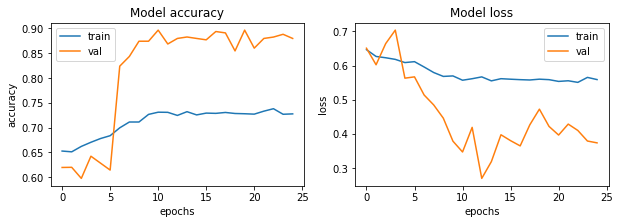 Model accuracy
train
val
accuracy
0.90
0.85
0.80
0.75
0.70
0.65
0.60
0 5 10 15 20 25
epochs
Model loss
train
val
loss
0.7
0.6
0.5
0.4
0.3
0 5 10 15 20 25
epochs